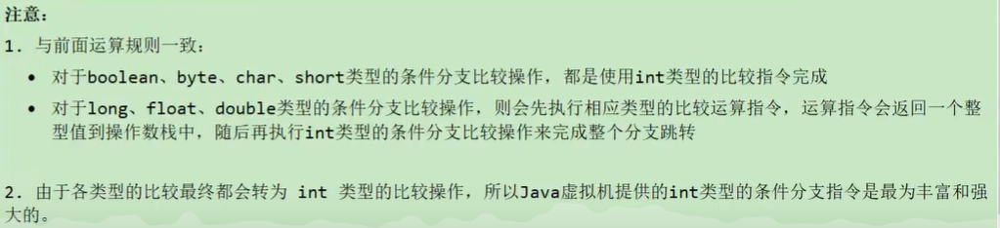 注意：
1. 与前面运算规则一致：
• 对于boolean、byte、char、short类型的条件分支比较操作，都是使用int类型的比较指令完成
• 对于long、float、double类型的条件分支比较操作，则会先执行相应类型的比较运算指令，运算指令会返回一个整
型值到操作数栈中，随后再执行int类型的条件分支比较操作来完成整个分支跳转
2. 由于各类型的比较最终都会转为 int 类型的比较操作，所以Java虚拟机提供的int类型的条件分支指令是最为丰富和强
大的。